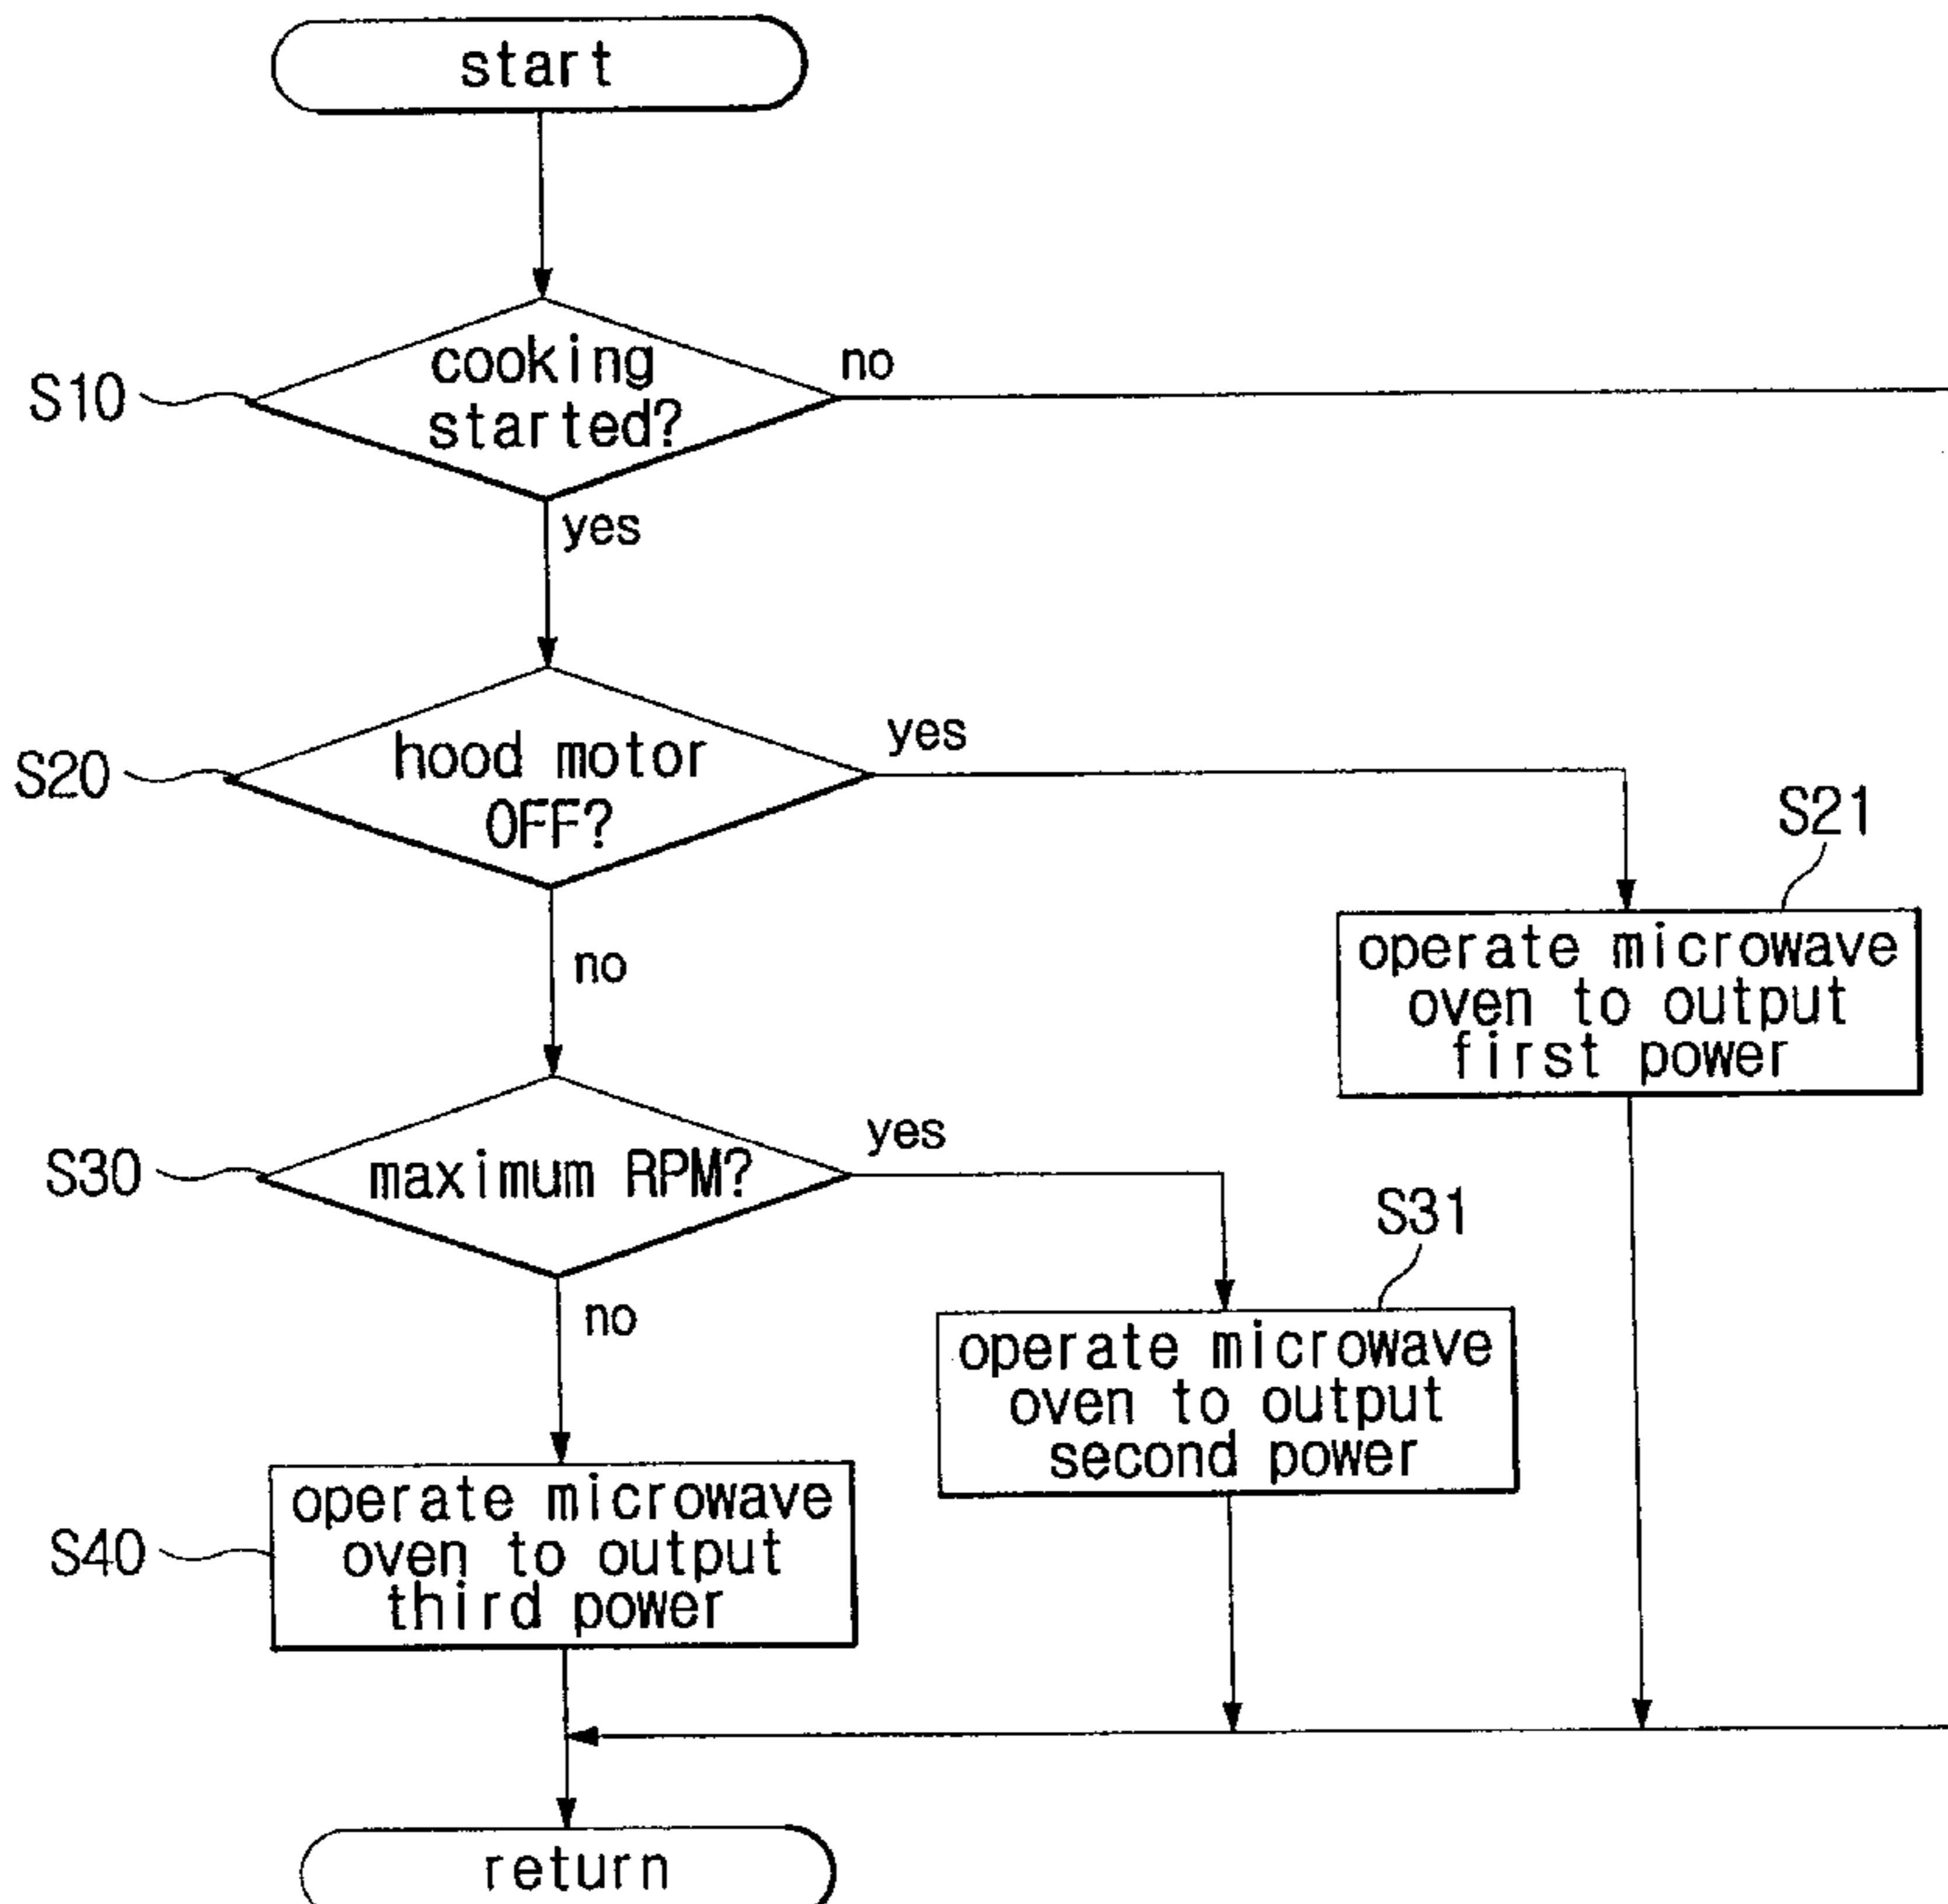 start
cooking
started?
no
S10
yes
hood motor
OFF?
yes
S20
S21
operate microwave
oven to output
first power
no
maximum RPM?
yes
S30
S31
operate microwave
oven to output
second power
no
operate microwave
oven to output
third power
S40
return